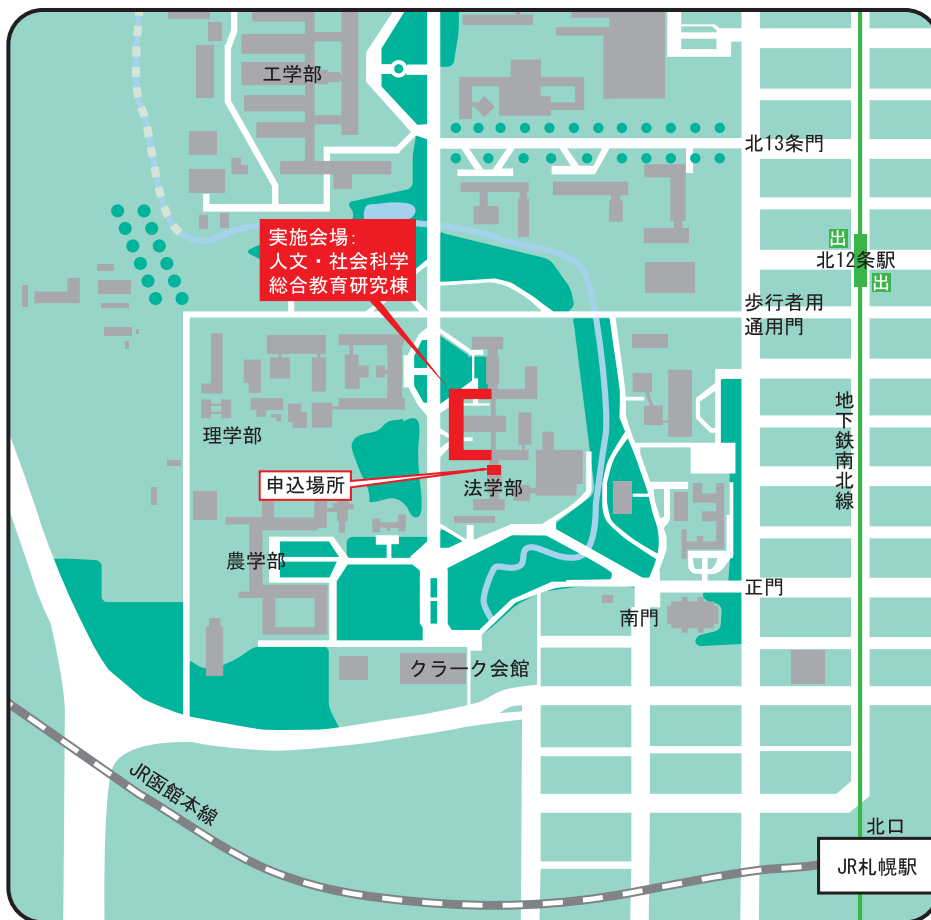 工学部
北13条門
実施会場:
人文・社会科学
総合教育研究棟
出
北12条駅
出
歩行者用
通用門
地下鉄南北線
理学部
申込場所
法学部
農学部
正門
南門
クラーク会館
JR函館本線
北口
JR札幌駅